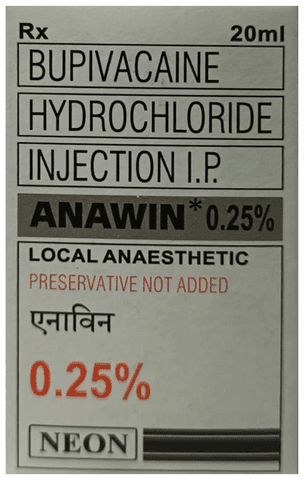 Rx 20ml
BUPIVACAINE
HYDROCHLORIDE
INJECTION I.P.
ANAWIN* 0.25%
LOCAL ANAESTHETIC
PRESERVATIVE NOT ADDED
एनाविन
0.25%
NEON